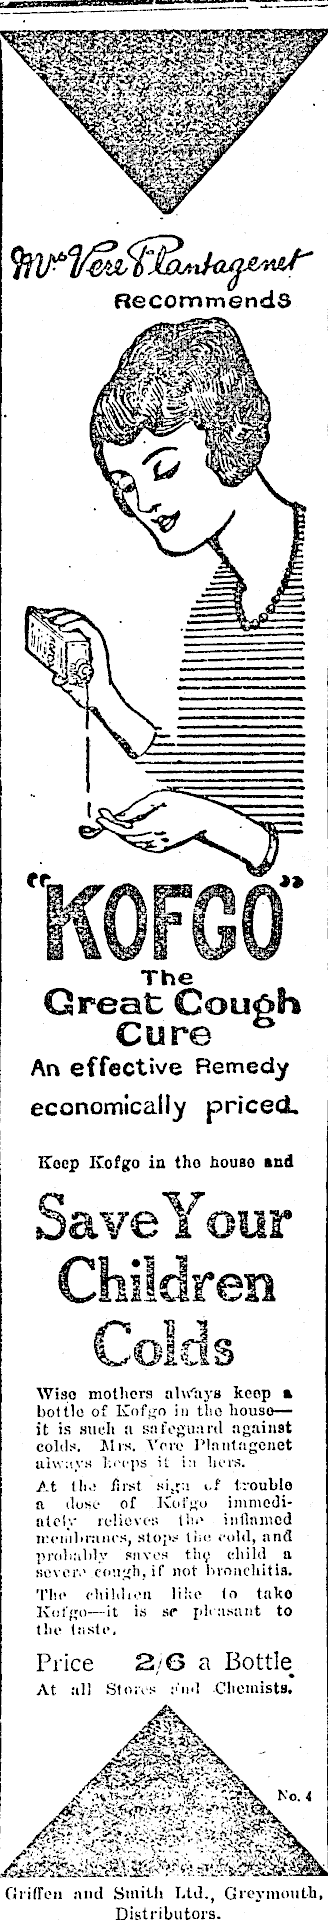 Mrs Vere Plantagenet
Recommends
"KOFGO"
The
Great Cough
Cure
An effective Remedy
economically priced.
Keep Kofgo in the house and
Save Your
Children
Colds
Wise mothers always keep a
bottle of Kofgo in the house—
it is such a safeguard against
colds. Mrs. Vere Plantagenet
always keeps it in hers.
At the first sign of trouble
a dose of Kofgo immedi-
ately relieves the inflamed
membranes, stops the cold, and
probably saves the child a
severe cough, if not bronchitis.
The children like to take
Kofgo—it is so pleasant to
the taste.
Price 2/6 a Bottle
At all Stores and Chemists.
No. 4
Griffen and Smith Ltd., Greymouth,
Distributors.